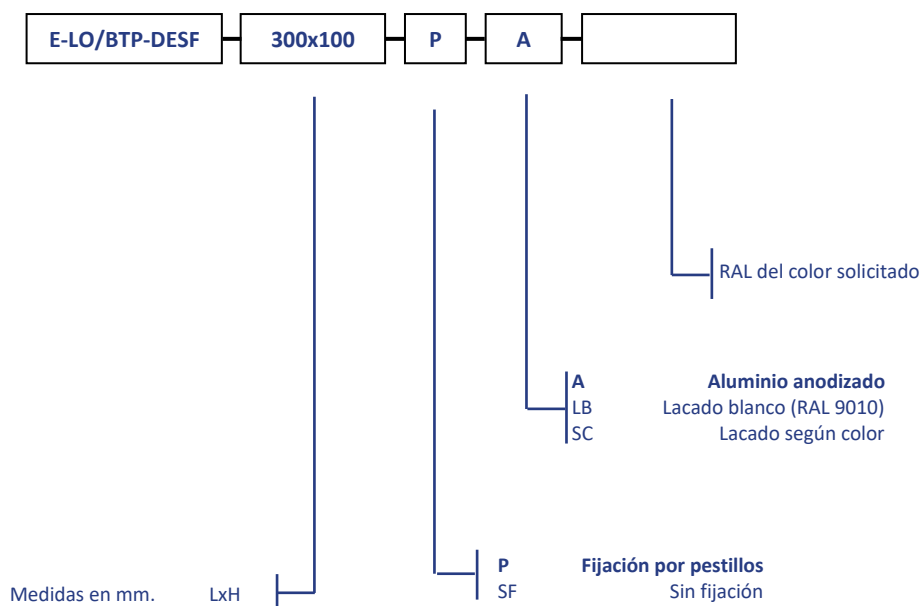 E-LO/BTP-DESF 300x100 P A
RAL del color solicitado
A Aluminio anodizado
LB Lacado blanco (RAL 9010)
SC Lacado según color
P Fijación por pestillos
SF Sin fijación
Medidas en mm. LxH